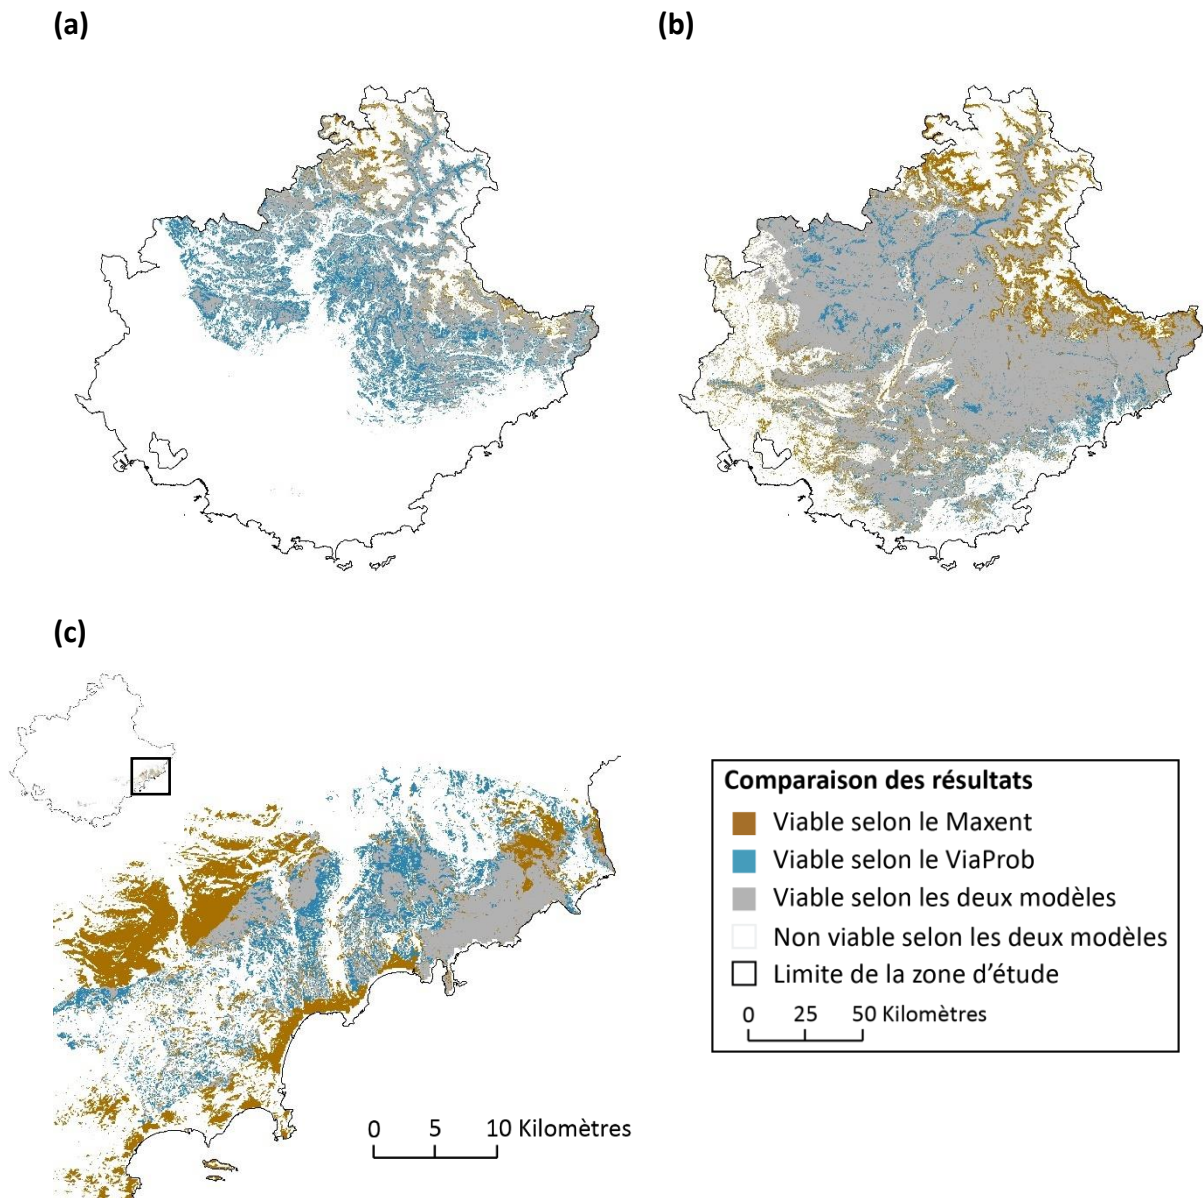 (a)
(b)
(c)
Comparaison des résultats
Viable selon le Maxent
Viable selon le ViaProb
Viable selon les deux modèles
Non viable selon les deux modèles
Limite de la zone d'étude
0 25 50 Kilomètres
0 5 10 Kilomètres